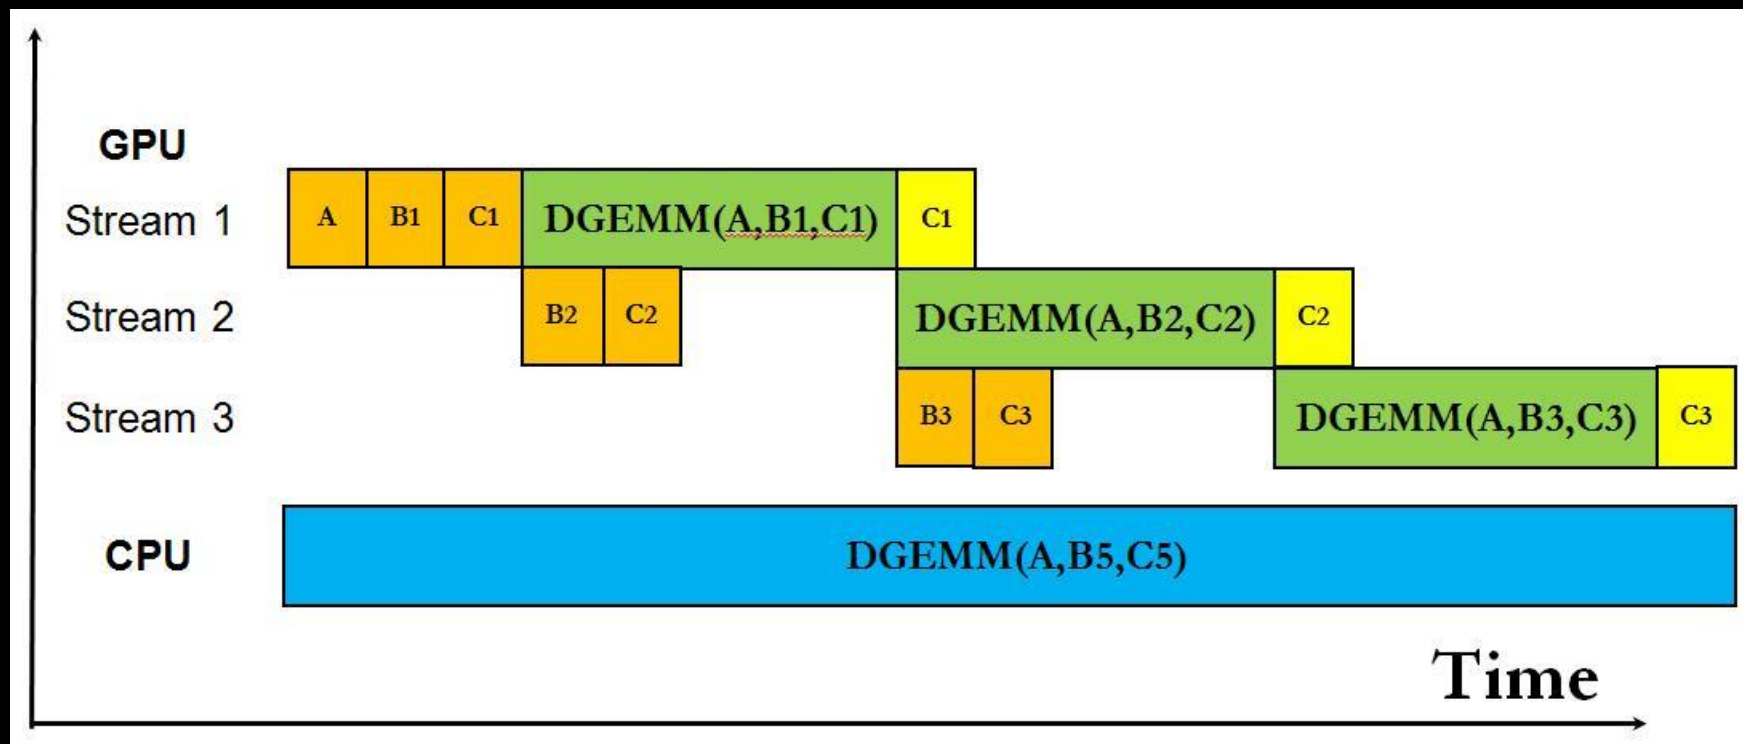 GPU
Stream 1 A B1 C1 DGEMM(A,B1,C1) C1
Stream 2 B2 C2 DGEMM(A,B2,C2) C2
Stream 3 B3 C3 DGEMM(A,B3,C3) C3
CPU DGEMM(A,B5,C5)
Time